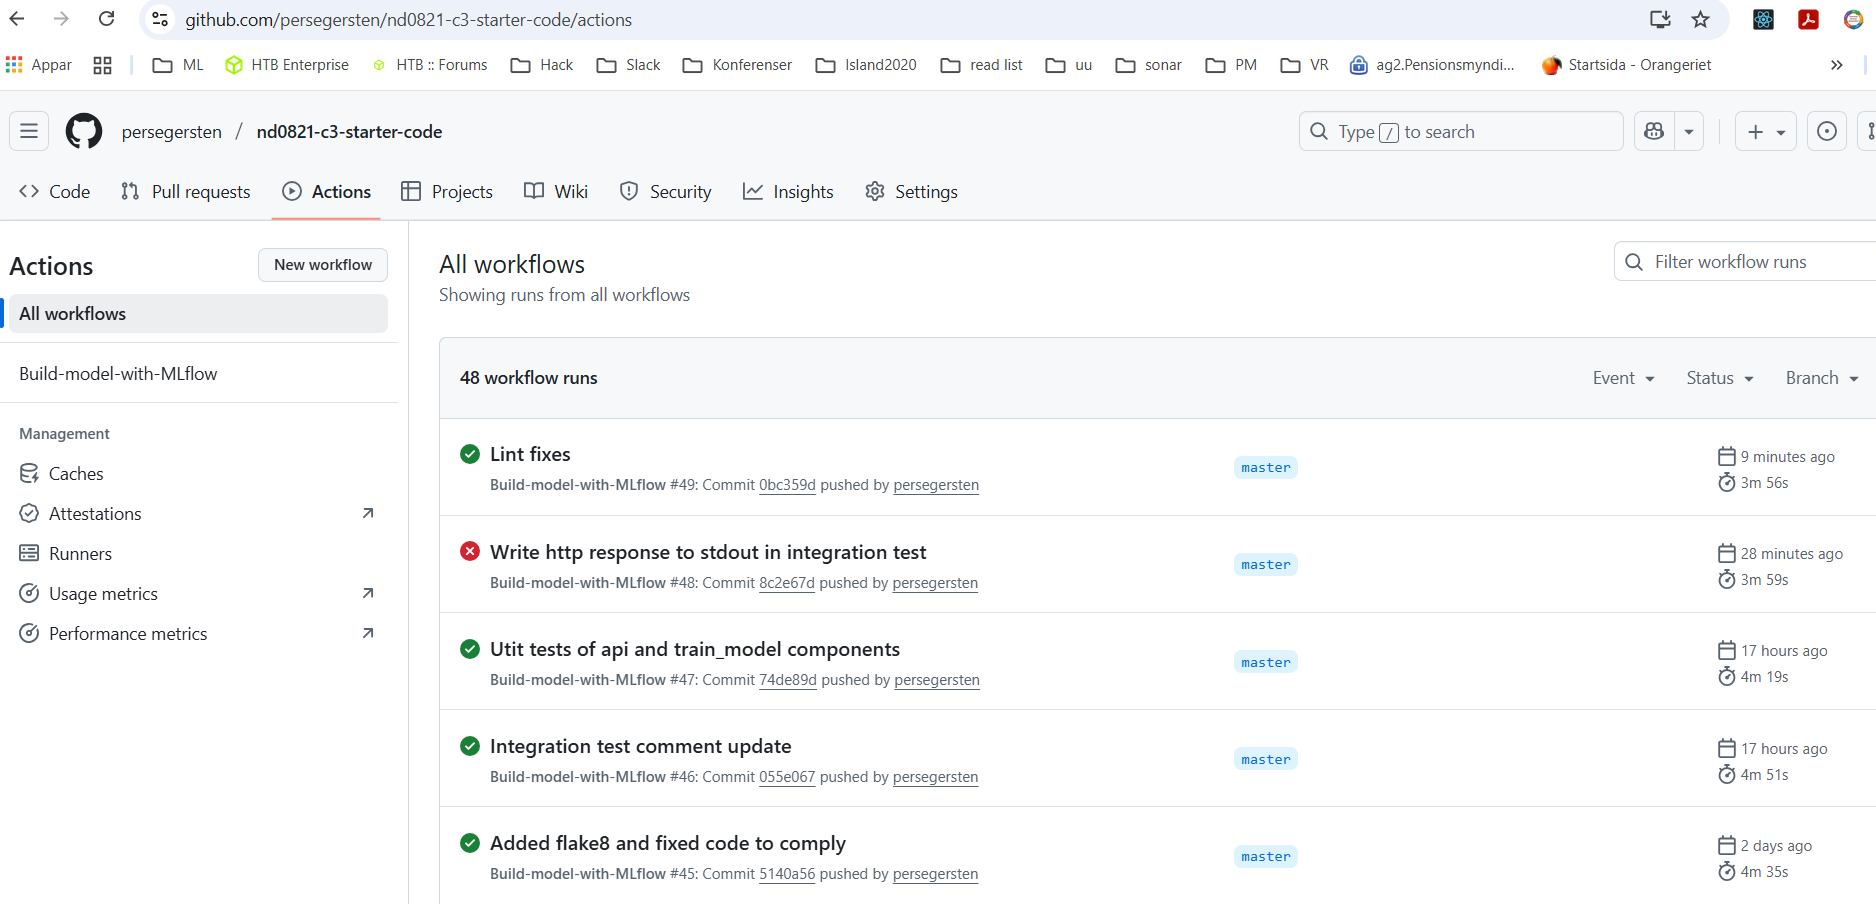 github.com/persegersten/nd0821-c3-starter-code/actions
Appar ML HTB Enterprise HTB :: Forums Hack Slack Konferenser Island2020 read list uu sonar PM VR ag2.Pensionsmyndi... Startsida - Orangeriet »
persegersten / nd0821-c3-starter-code Type / to search
Code Pull requests Actions Projects Wiki Security Insights Settings
Actions New workflow
All workflows
Build-model-with-MLflow
Management
Caches
Attestations
Runners
Usage metrics
Performance metrics
All workflows
Showing runs from all workflows
Filter workflow runs
48 workflow runs Event Status Branch
Lint fixes
Build-model-with-MLflow #49: Commit 0bc359d pushed by persegersten
master
9 minutes ago
3m 56s
Write http response to stdout in integration test
Build-model-with-MLflow #48: Commit 8c2e67d pushed by persegersten
master
28 minutes ago
3m 59s
Utit tests of api and train_model components
Build-model-with-MLflow #47: Commit 74de89d pushed by persegersten
master
17 hours ago
4m 19s
Integration test comment update
Build-model-with-MLflow #46: Commit 055e067 pushed by persegersten
master
17 hours ago
4m 51s
Added flake8 and fixed code to comply
Build-model-with-MLflow #45: Commit 5140a56 pushed by persegersten
master
2 days ago
4m 35s